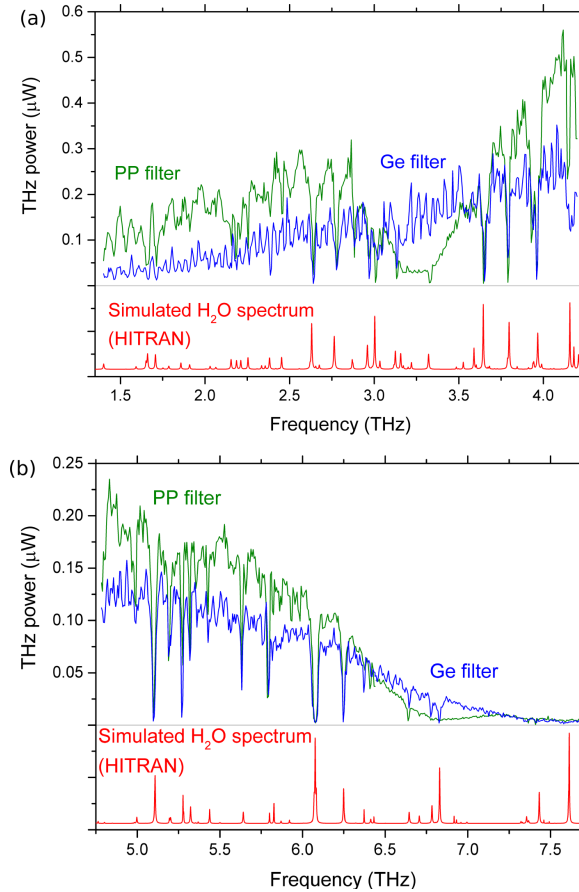 (a)
0.6
0.5
0.4
0.3
0.2
0.1
THz power (μW)
PP filter
Ge filter
Simulated H₂O spectrum
(HITRAN)
1.5 2.0 2.5 3.0 3.5 4.0
Frequency (THz)
(b)
0.25
0.20
0.15
0.10
0.05
THz power (μW)
PP filter
Ge filter
Simulated H₂O spectrum
(HITRAN)
5.0 5.5 6.0 6.5 7.0 7.5
Frequency (THz)